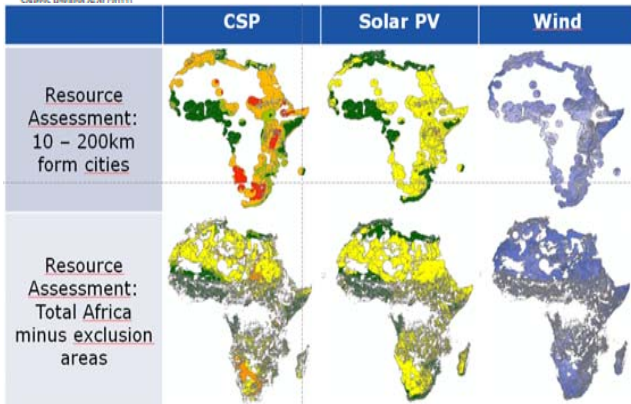 CSP
Solar PV
Wind
Resource
Assessment:
10 – 200km
form cities
Resource
Assessment:
Total Africa
minus exclusion
areas